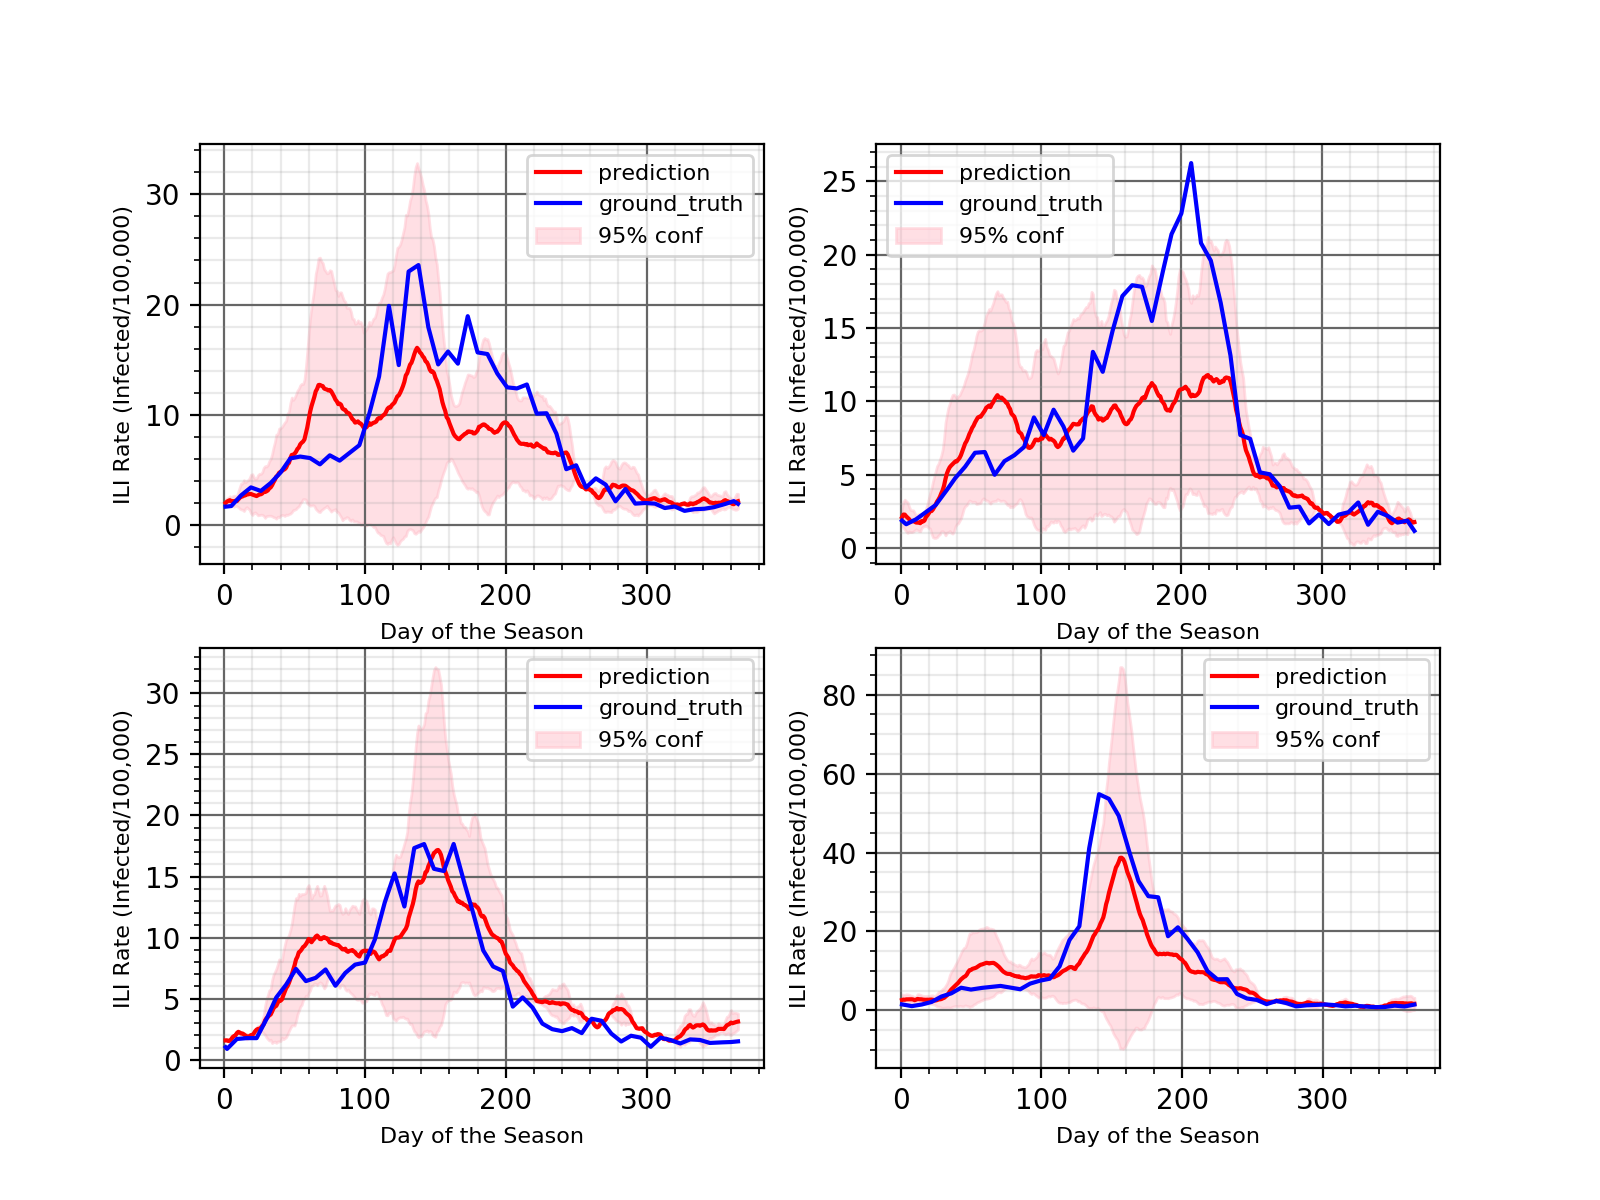 prediction
ground_truth
95% conf
ILI Rate (Infected/100,000)
30
20
10
0
0 100 200 300
Day of the Season
prediction
ground_truth
95% conf
ILI Rate (Infected/100,000)
25
20
15
10
5
0
0 100 200 300
Day of the Season
prediction
ground_truth
95% conf
ILI Rate (Infected/100,000)
30
25
20
15
10
5
0
0 100 200 300
Day of the Season
prediction
ground_truth
95% conf
ILI Rate (Infected/100,000)
80
60
40
20
0
0 100 200 300
Day of the Season